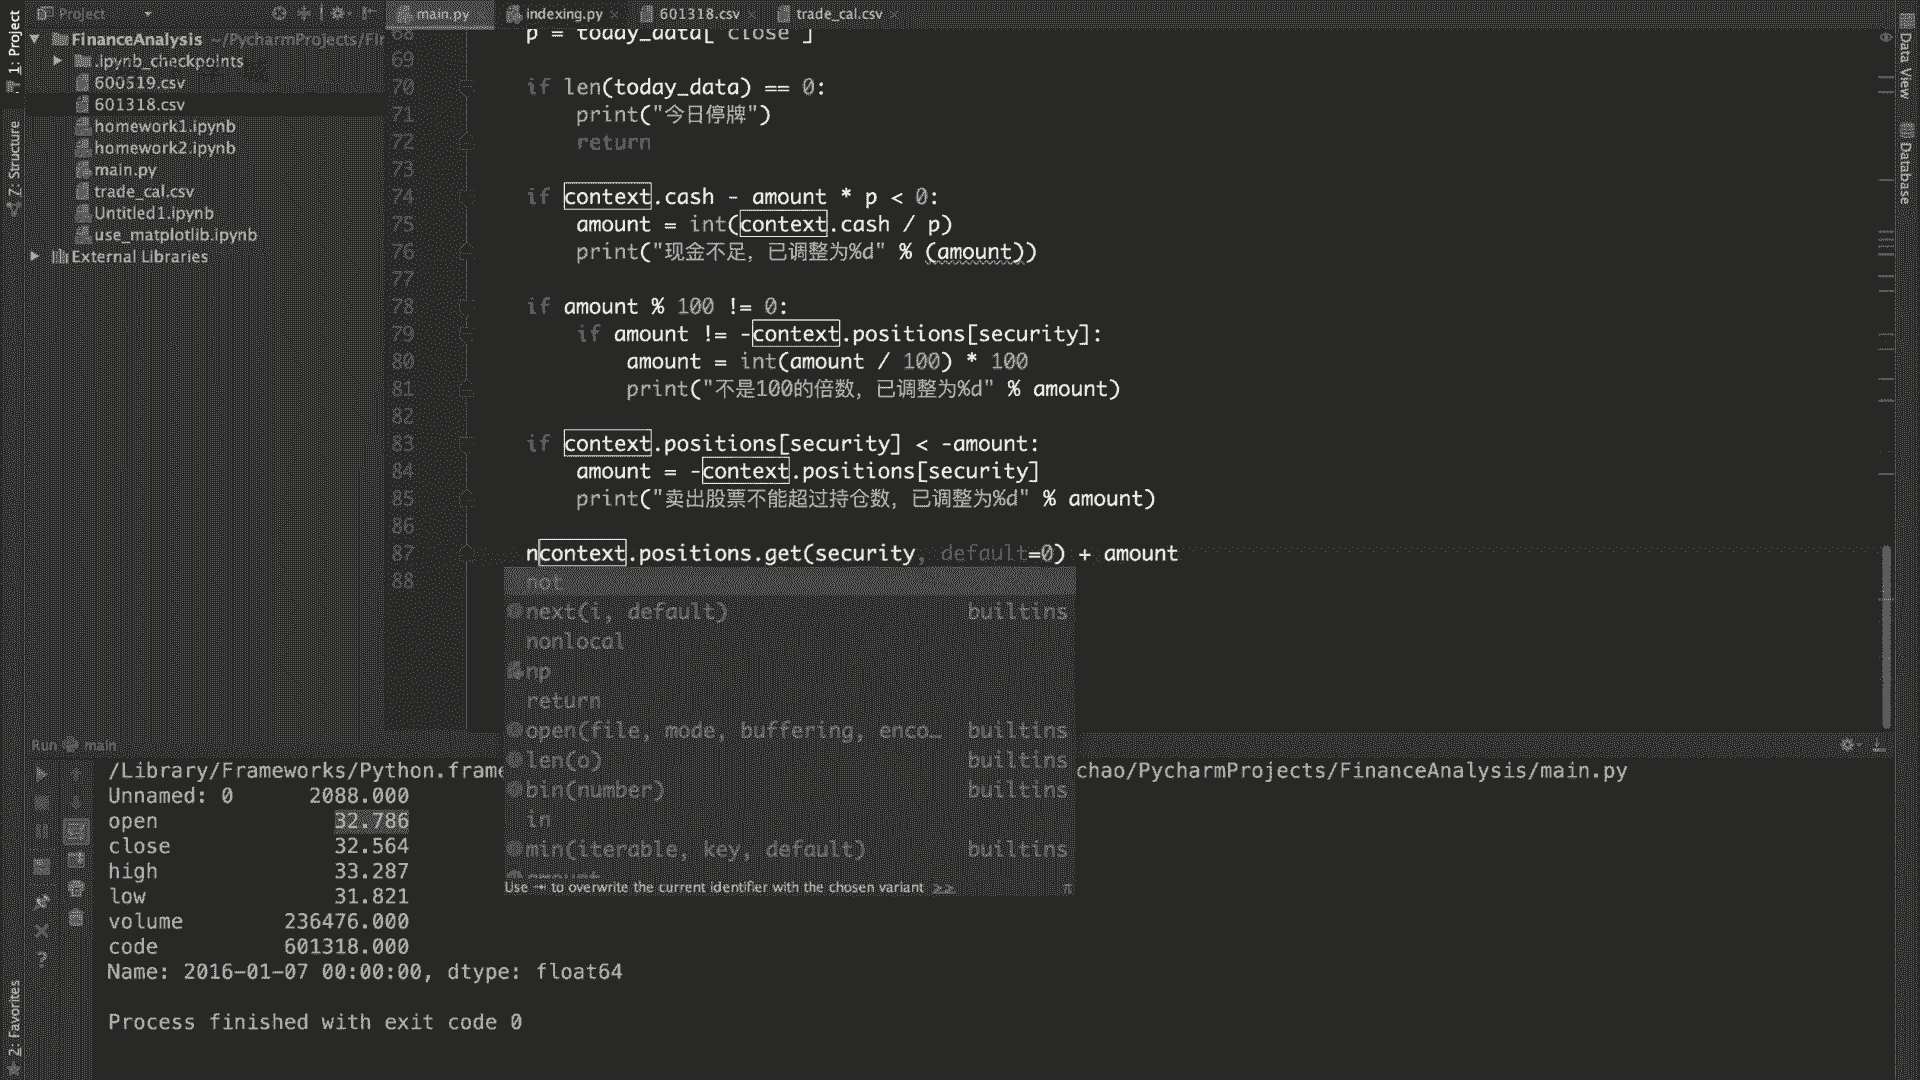 Project
main.py
indexing.py
601318.csv
trade_cal.csv
1: Project
Z: Structure
2: Favorites
Data View
Database
FinanceAnalysis ~/PycharmProjects/Fin
.ipynb_checkpoints
600519.csv
601318.csv
homework1.ipynb
homework2.ipynb
main.py
trade_cal.csv
Untitled1.ipynb
use_matplotlib.ipynb
External Libraries
68 p = today_data['close']
69
70 if len(today_data) == 0:
71 print("今日停牌")
72 return
73
74 if context.cash - amount * p < 0:
75 amount = int(context.cash / p)
76 print("现金不足，已调整为%d" % (amount))
77
78 if amount % 100 != 0:
79 if amount != -context.positions[security]:
80 amount = int(amount / 100) * 100
81 print("不是100的倍数，已调整为%d" % amount)
82
83 if context.positions[security] < -amount:
84 amount = -context.positions[security]
85 print("卖出股票不能超过持仓数，已调整为%d" % amount)
86
87 ncontext.positions.get(security, default=0) + amount
88
not
next(i, default) builtins
nonlocal
np
return
open(file, mode, buffering, enco… builtins
len(o) builtins
bin(number) builtins
in
min(iterable, key, default) builtins
amount
Use ⇥ to overwrite the current identifier with the chosen variant >> π
Run main
/Library/Frameworks/Python.frame
chao/PycharmProjects/FinanceAnalysis/main.py
Unnamed: 0 2088.000
open 32.786
close 32.564
high 33.287
low 31.821
volume 236476.000
code 601318.000
Name: 2016-01-07 00:00:00, dtype: float64
Process finished with exit code 0